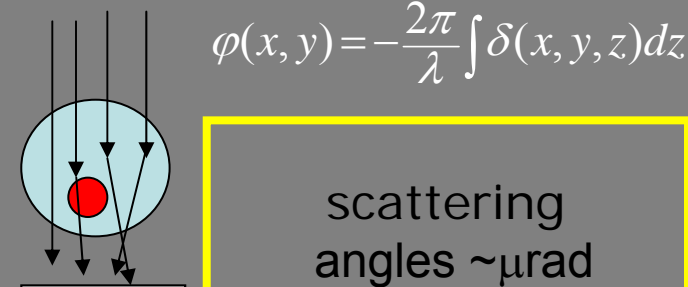 φ(x, y) = −2π/λ ∫ δ(x, y, z)dz
scattering
angles ~μrad